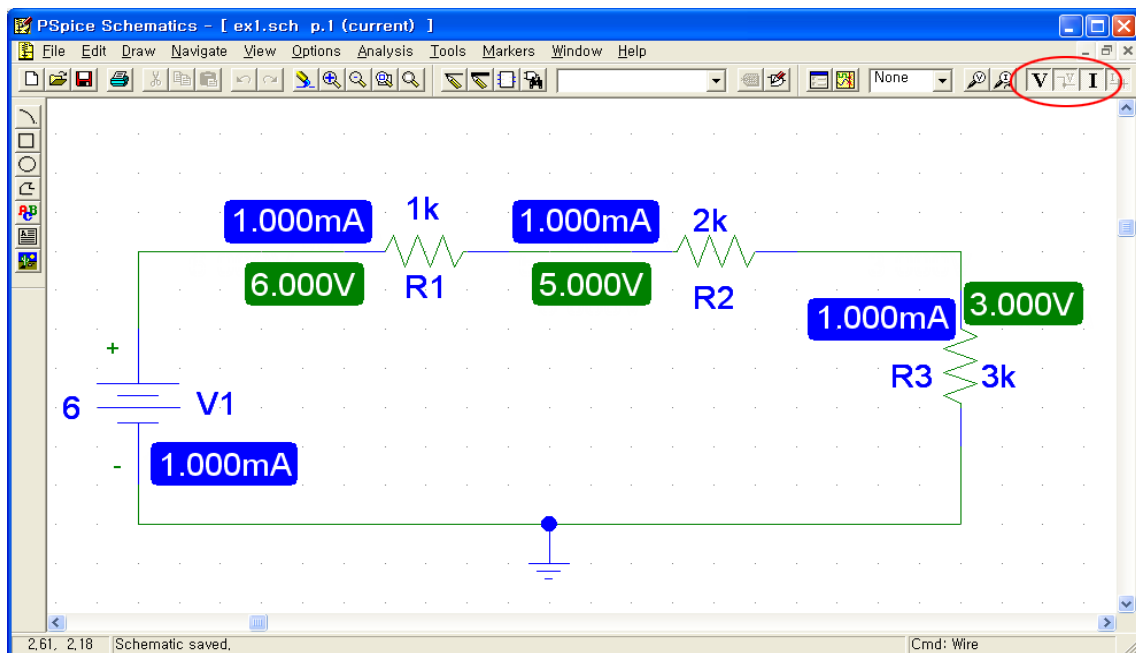 PSpice Schematics - [ ex1.sch p.1 (current) ]
File Edit Draw Navigate View Options Analysis Tools Markers Window Help
None V I
1.000mA 1k 1.000mA 2k
6.000V R1 5.000V R2
1.000mA 3.000V
R3 3k
+
6 V1
-
1.000mA
2,61, 2,18 Schematic saved, Cmd: Wire